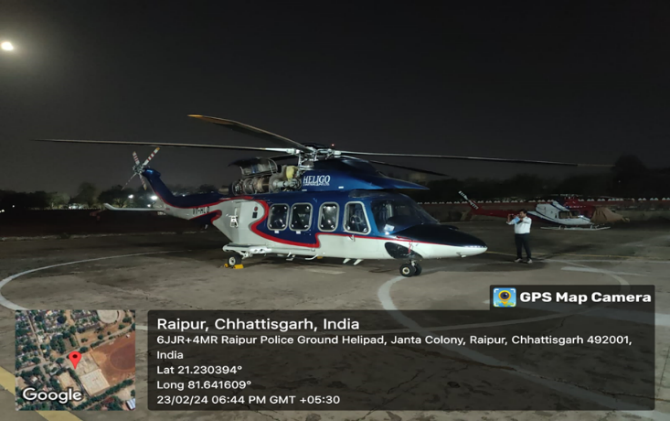 HELIGO
GPS Map Camera
Raipur, Chhattisgarh, India
6JJR+4MR Raipur Police Ground Helipad, Janta Colony, Raipur, Chhattisgarh 492001,
India
Lat 21.230394°
Long 81.641609°
23/02/24 06:44 PM GMT +05:30
Google